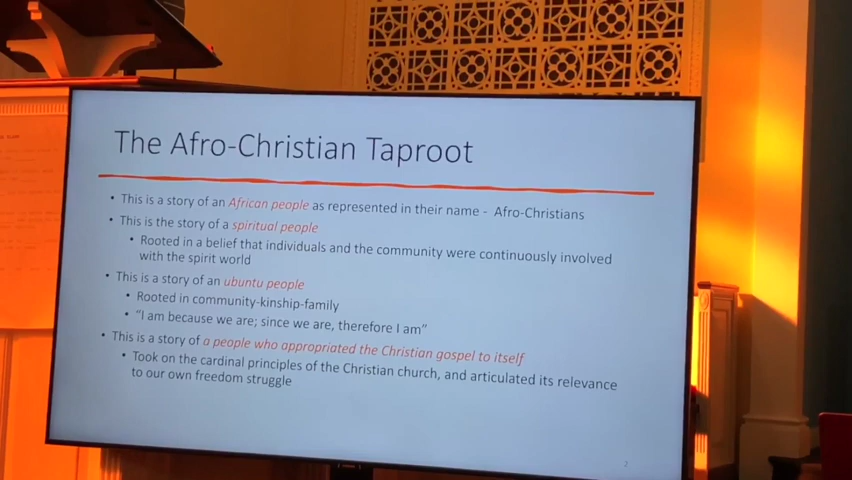 The Afro-Christian Taproot
• This is a story of an African people as represented in their name - Afro-Christians
• This is the story of a spiritual people
• Rooted in a belief that individuals and the community were continuously involved
with the spirit world
• This is a story of an ubuntu people
• Rooted in community-kinship-family
• "I am because we are; since we are, therefore I am"
• This is a story of a people who appropriated the Christian gospel to itself
• Took on the cardinal principles of the Christian church, and articulated its relevance
to our own freedom struggle